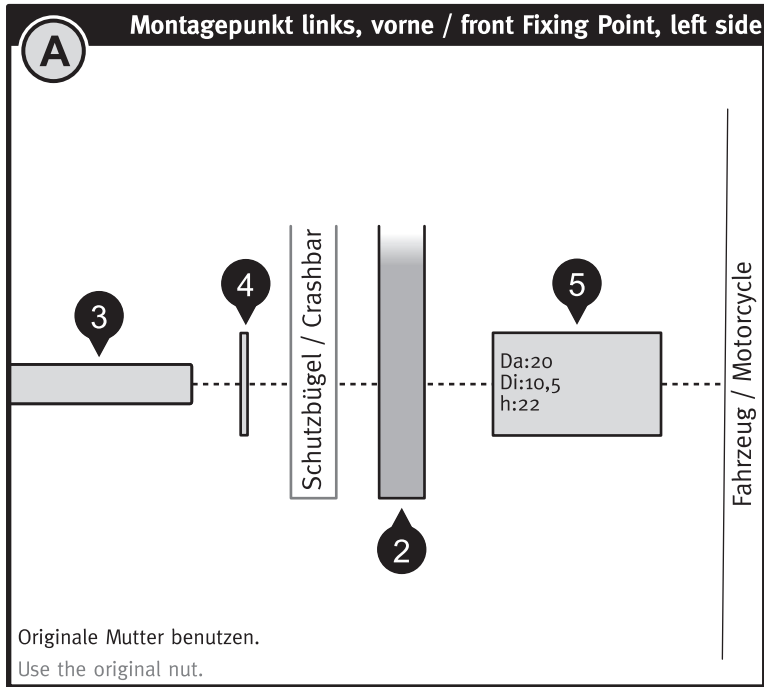 Montagepunkt links, vorne / front Fixing Point, left side
A
3
4
Schutzbügel / Crashbar
2
5
Da:20
Di:10,5
h:22
Fahrzeug / Motorcycle
Originale Mutter benutzen.
Use the original nut.